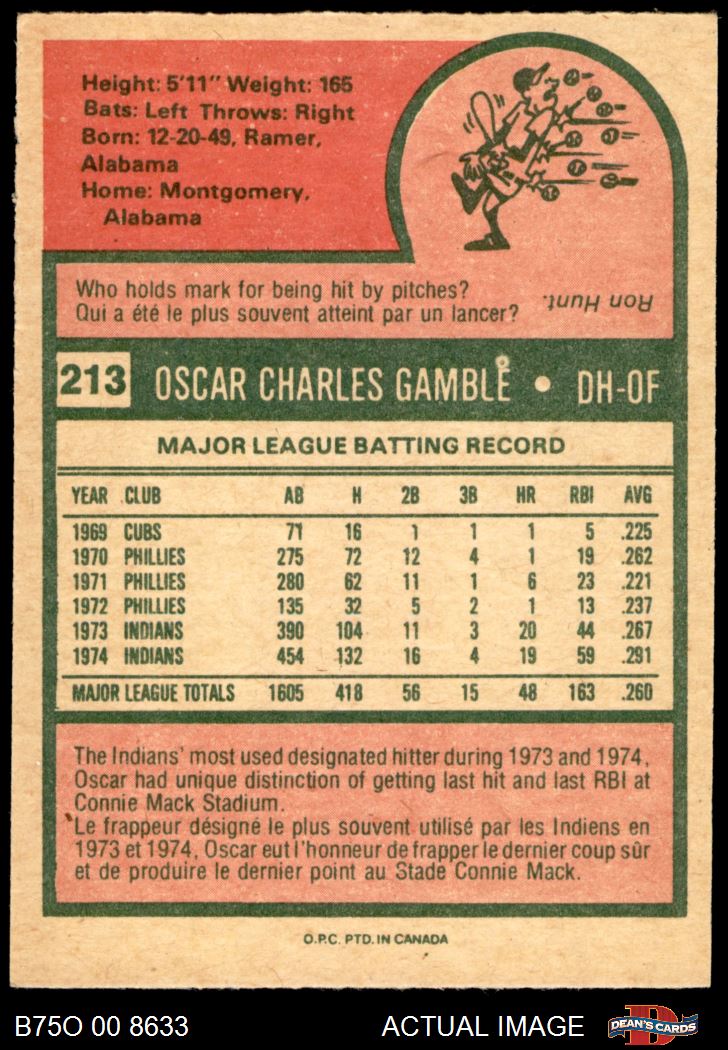 Height: 5'11" Weight: 165
Bats: Left Throws: Right
Born: 12-20-49, Ramer,
Alabama
Home: Montgomery,
Alabama
Who holds mark for being hit by pitches?
Qui a été le plus souvent atteint par un lancer?
Ron Hunt.
213 OSCAR CHARLES GAMBLE • DH-OF
MAJOR LEAGUE BATTING RECORD
YEAR CLUB AB H 2B 3B HR RBI AVG
1969 CUBS 71 16 1 1 1 5 .225
1970 PHILLIES 275 72 12 4 1 19 .262
1971 PHILLIES 280 62 11 1 6 23 .221
1972 PHILLIES 135 32 5 2 1 13 .237
1973 INDIANS 390 104 11 3 20 44 .267
1974 INDIANS 454 132 16 4 19 59 .291
MAJOR LEAGUE TOTALS 1605 418 56 15 48 163 .260
The Indians' most used designated hitter during 1973 and 1974,
Oscar had unique distinction of getting last hit and last RBI at
Connie Mack Stadium.
Le frappeur désigné le plus souvent utilisé par les Indiens en
1973 et 1974, Oscar eut l'honneur de frapper le dernier coup sûr
et de produire le dernier point au Stade Connie Mack.
O.P.C. PTD. IN CANADA
B75O 00 8633 ACTUAL IMAGE DEAN'S CARDS